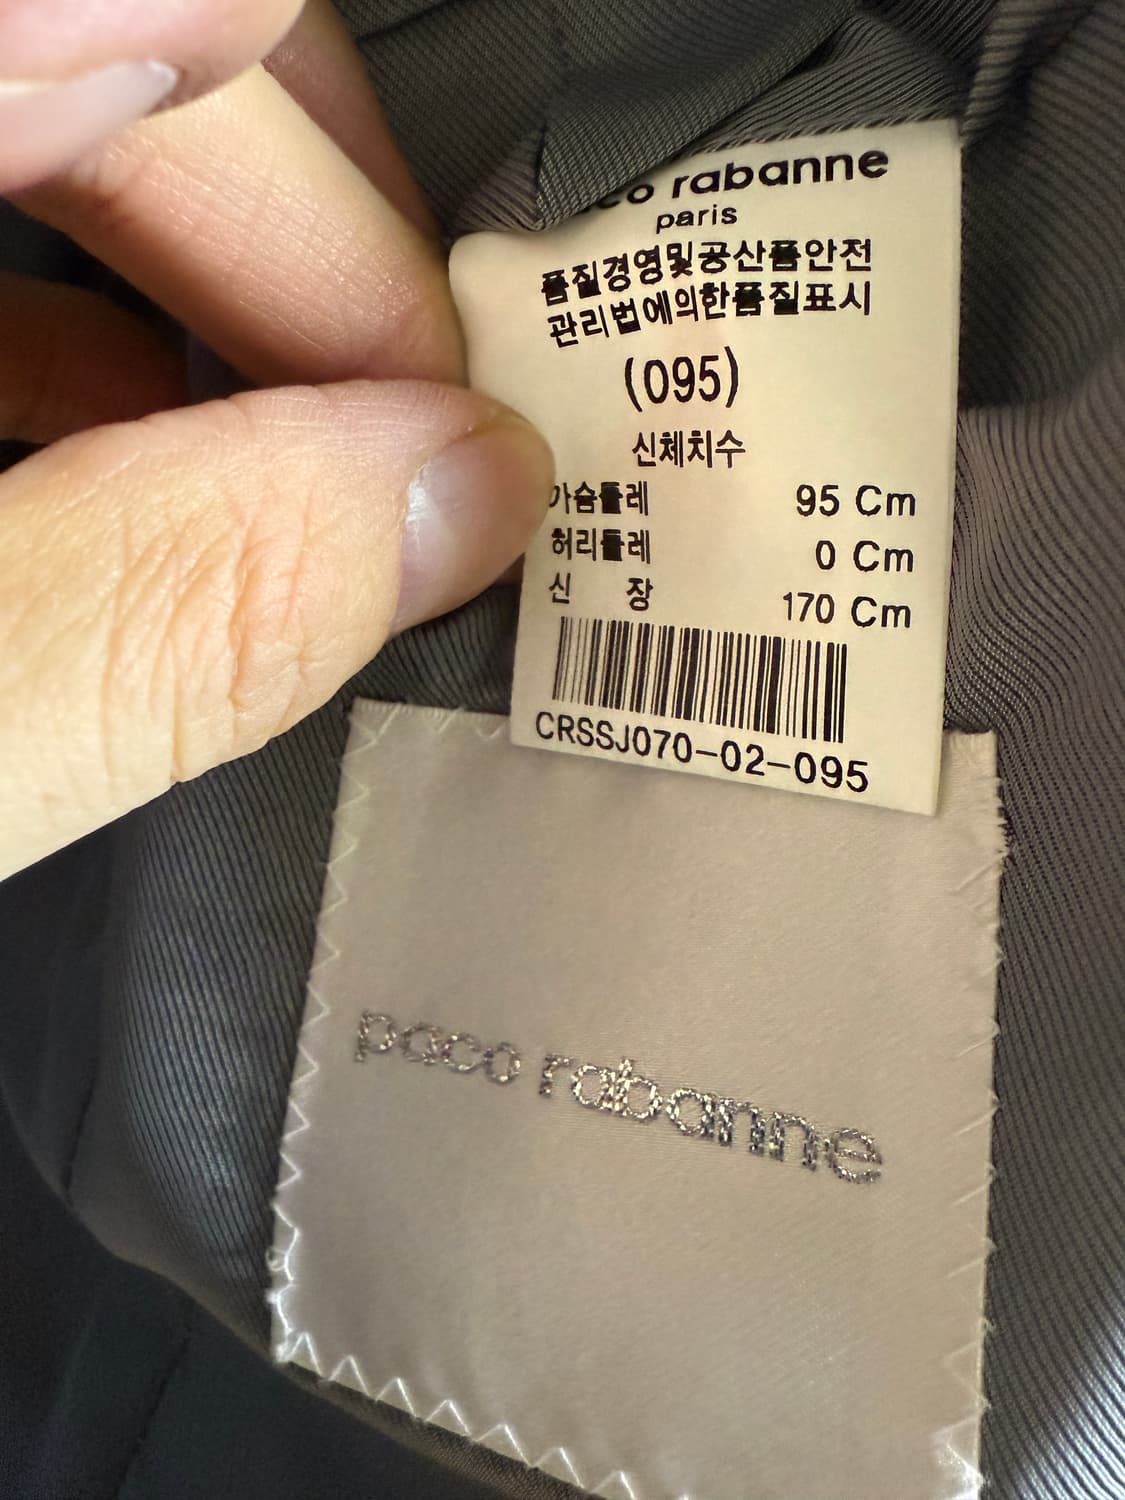 rabanne
paris
품질경영및공산품안전
관리법에의한품질표시
(095)
신체치수
가슴둘레 95 Cm
허리둘레 0 Cm
신 장 170 Cm
CRSSJ070-02-095
paco rabanne